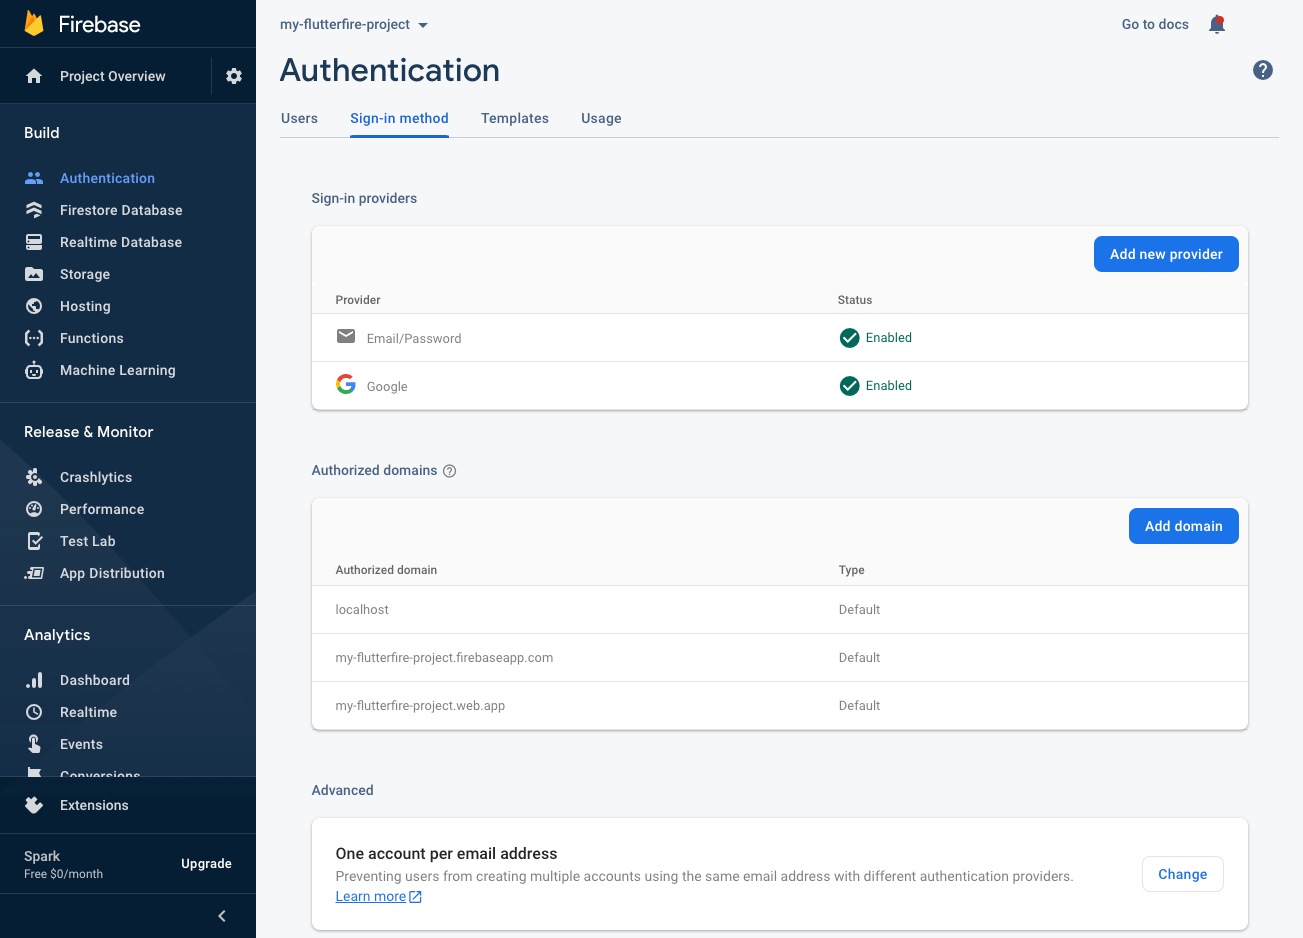 Firebase
Project Overview
Build
Authentication
Firestore Database
Realtime Database
Storage
Hosting
Functions
Machine Learning
Release & Monitor
Crashlytics
Performance
Test Lab
App Distribution
Analytics
Dashboard
Realtime
Events
Conversions
Extensions
Spark
Free $0/month
Upgrade
my-flutterfire-project
Go to docs
Authentication
Users Sign-in method Templates Usage
Sign-in providers
Add new provider
Provider Status
Email/Password Enabled
Google Enabled
Authorized domains
Add domain
Authorized domain Type
localhost Default
my-flutterfire-project.firebaseapp.com Default
my-flutterfire-project.web.app Default
Advanced
One account per email address
Preventing users from creating multiple accounts using the same email address with different authentication providers.
Learn more
Change